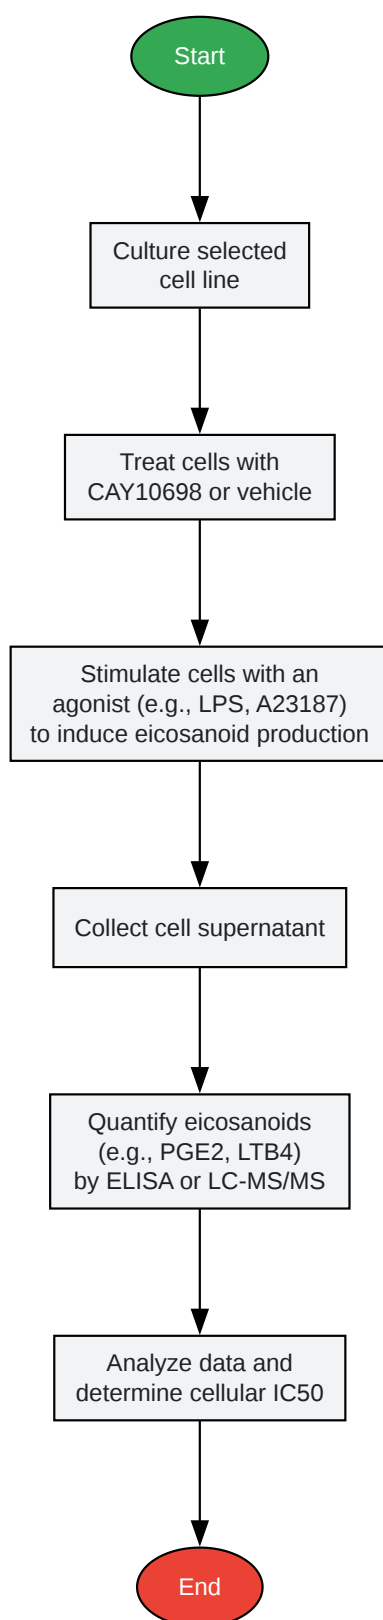 Start
Culture selected
cell line
Treat cells with
CAY10698 or vehicle
Stimulate cells with an
agonist (e.g., LPS, A23187)
to induce eicosanoid production
Collect cell supernatant
Quantify eicosanoids
(e.g., PGE2, LTB4)
by ELISA or LC-MS/MS
Analyze data and
determine cellular IC50
End